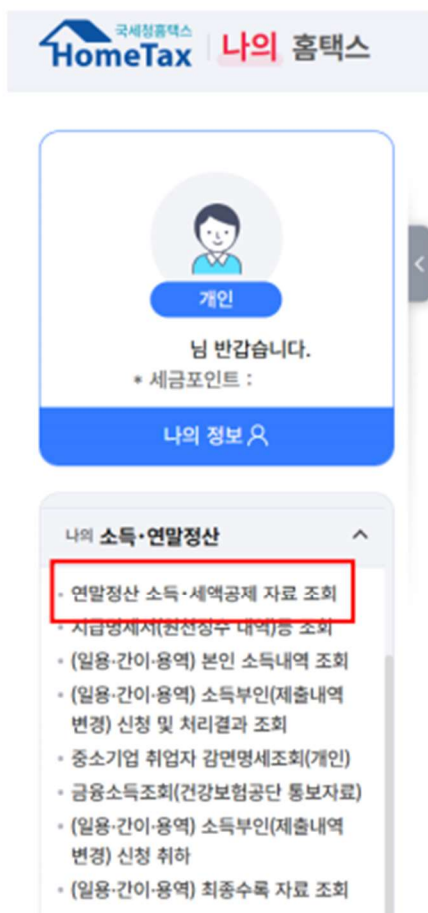 국세청홈택스
HomeTax 나의 홈택스
개인
님 반갑습니다.
* 세금포인트 :
나의 정보
나의 소득·연말정산
· 연말정산 소득·세액공제 자료 조회
· 지급명세서(원천징수 내역)등 조회
· (일용·간이·용역) 본인 소득내역 조회
· (일용·간이·용역) 소득부인(제출내역
변경) 신청 및 처리결과 조회
· 중소기업 취업자 감면명세조회(개인)
· 금융소득조회(건강보험공단 통보자료)
· (일용·간이·용역) 소득부인(제출내역
변경) 신청 취하
· (일용·간이·용역) 최종수록 자료 조회